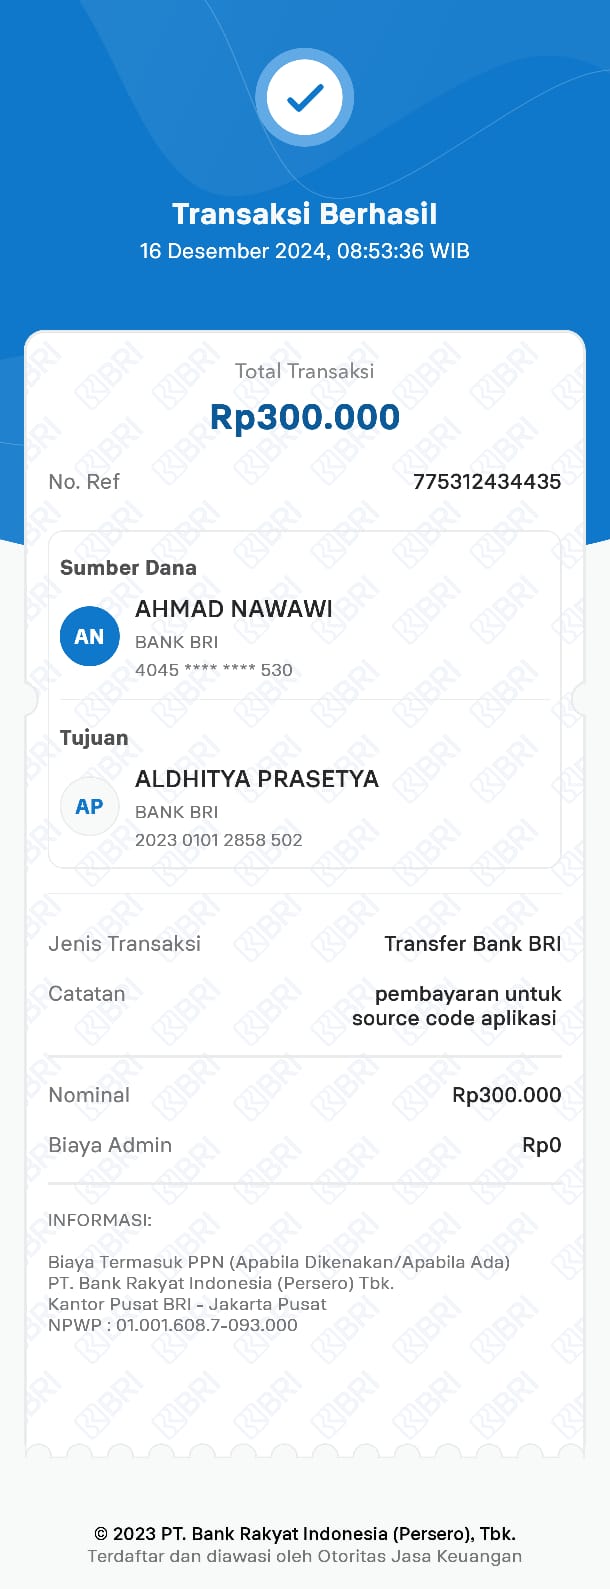 Transaksi Berhasil
16 Desember 2024, 08:53:36 WIB
Total Transaksi
Rp300.000
No. Ref 775312434435
Sumber Dana
AN
AHMAD NAWAWI
BANK BRI
4045 **** **** 530
Tujuan
AP
ALDHITYA PRASETYA
BANK BRI
2023 0101 2858 502
Jenis Transaksi Transfer Bank BRI
Catatan pembayaran untuk
source code aplikasi
Nominal Rp300.000
Biaya Admin Rp0
INFORMASI:
Biaya Termasuk PPN (Apabila Dikenakan/Apabila Ada)
PT. Bank Rakyat Indonesia (Persero) Tbk.
Kantor Pusat BRI - Jakarta Pusat
NPWP : 01.001.608.7-093.000
© 2023 PT. Bank Rakyat Indonesia (Persero), Tbk.
Terdaftar dan diawasi oleh Otoritas Jasa Keuangan